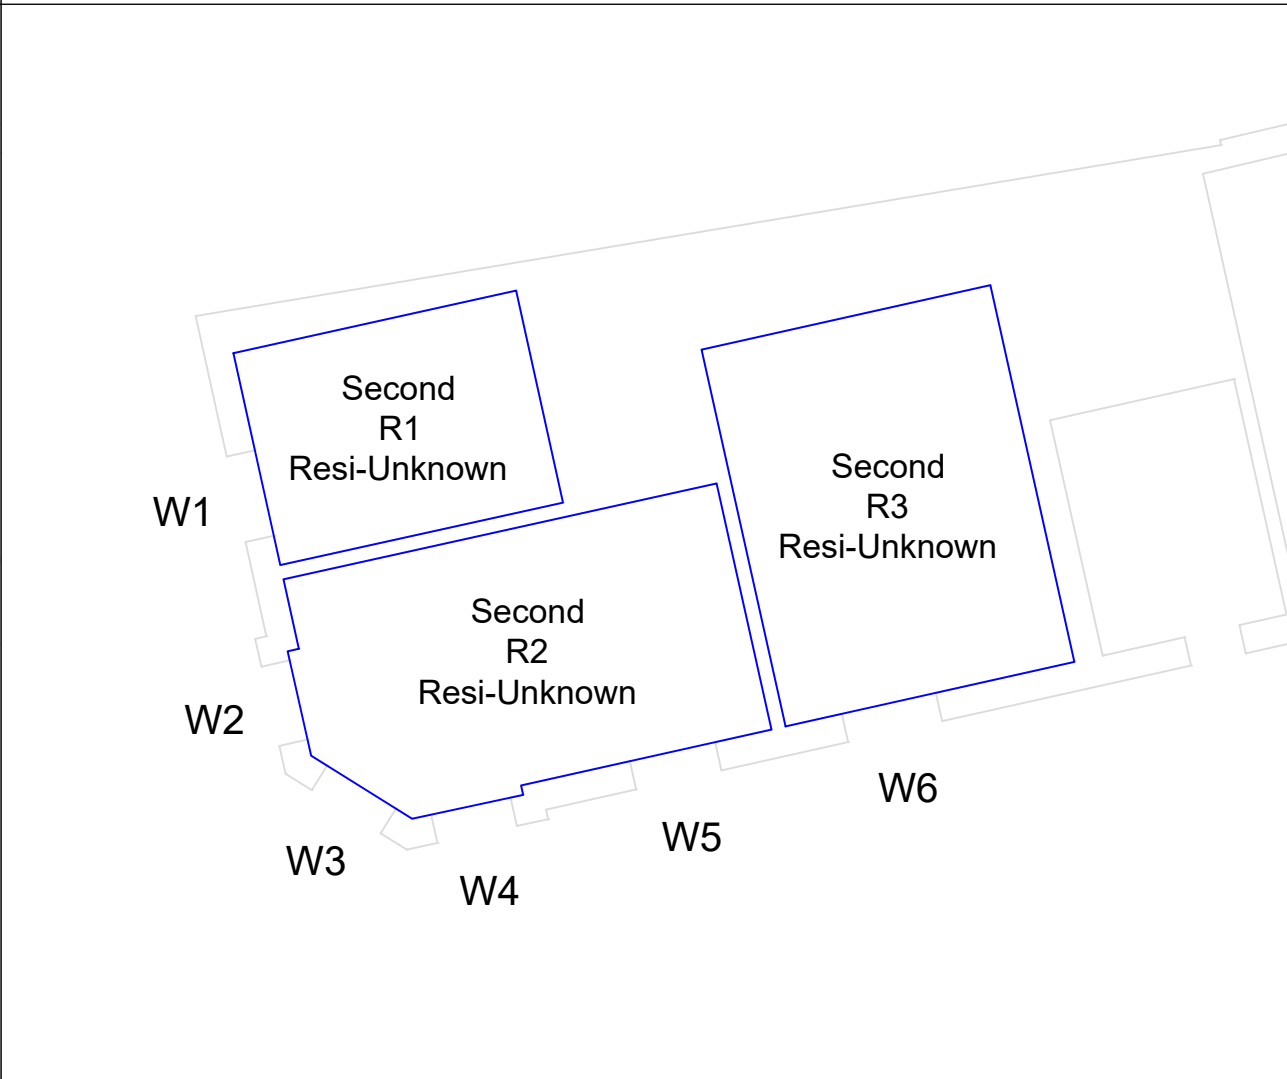 Second
R1
Resi-Unknown
Second
R3
Resi-Unknown
W1
Second
R2
Resi-Unknown
W2
W6
W5
W3
W4